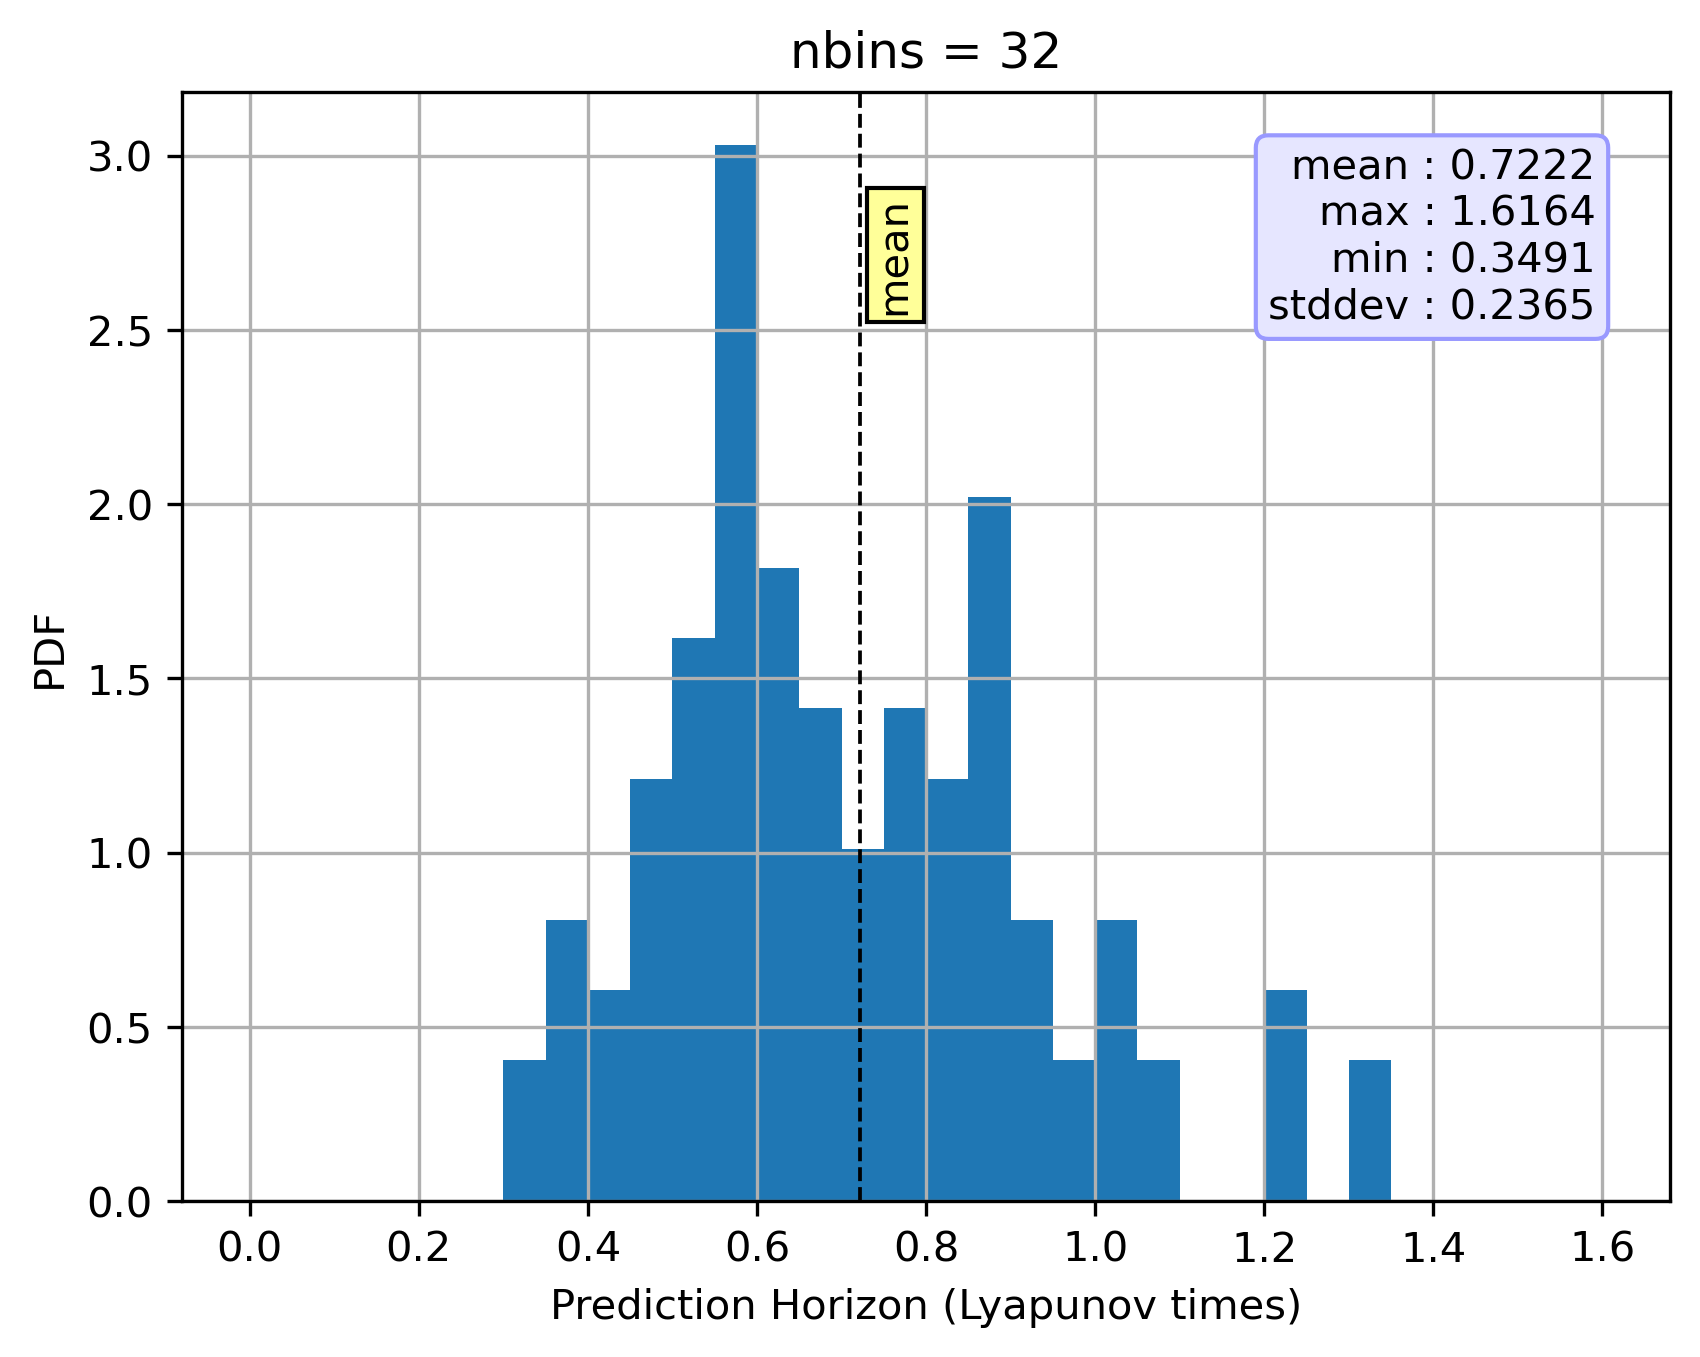 nbins = 32
3.0
2.5
2.0
1.5
1.0
0.5
0.0
PDF
mean
mean : 0.7222
max : 1.6164
min : 0.3491
stddev : 0.2365
0.0 0.2 0.4 0.6 0.8 1.0 1.2 1.4 1.6
Prediction Horizon (Lyapunov times)